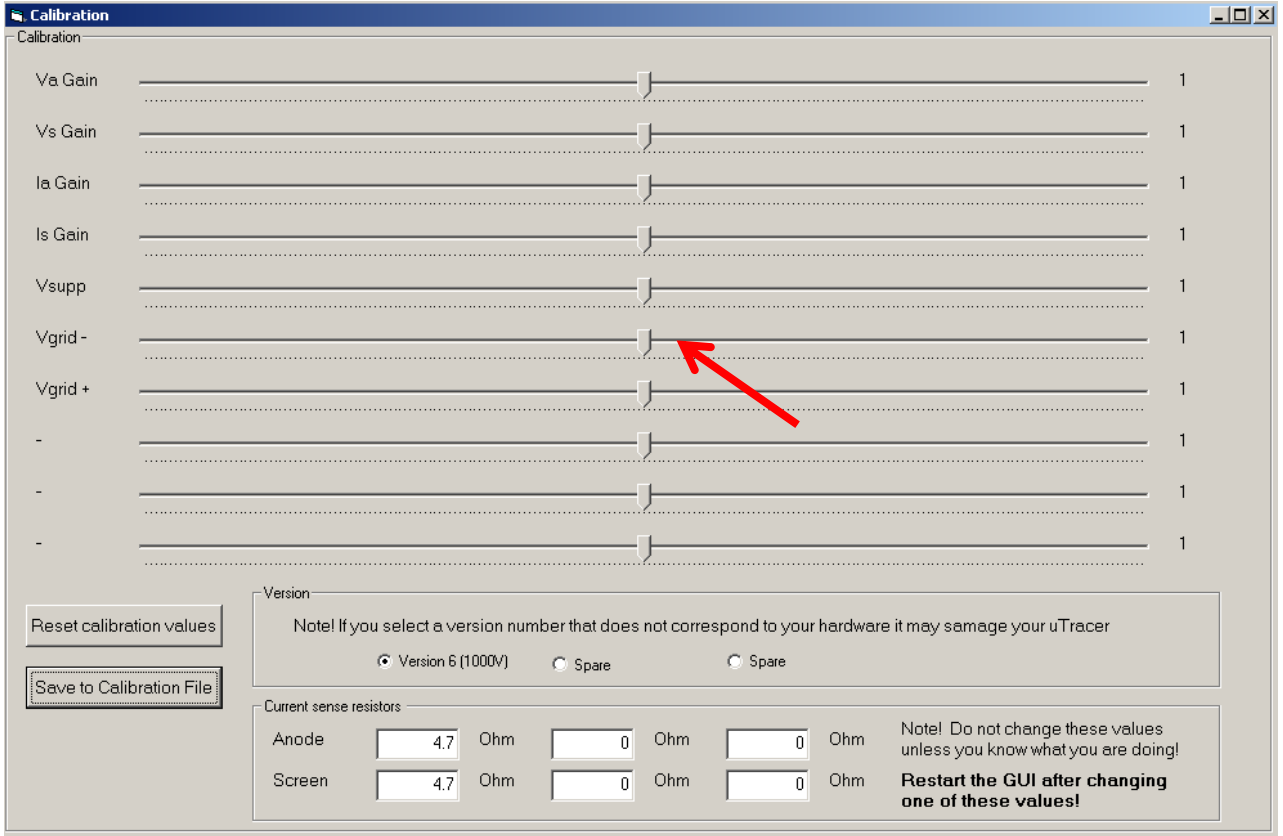 Calibration
Calibration
Va Gain 1
Vs Gain 1
Ia Gain 1
Is Gain 1
Vsupp 1
Vgrid - 1
Vgrid + 1
- 1
- 1
- 1
Reset calibration values
Save to Calibration File
Version
Note! If you select a version number that does not correspond to your hardware it may samage your uTracer
Version 6 (1000V) Spare Spare
Current sense resistors
Anode 4.7 Ohm 0 Ohm 0 Ohm
Screen 4.7 Ohm 0 Ohm 0 Ohm
Note! Do not change these values
unless you know what you are doing!
Restart the GUI after changing
one of these values!